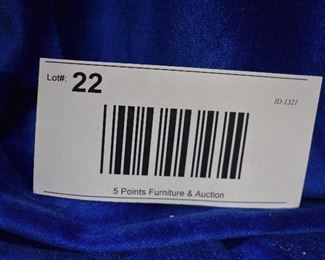 Lot#: 22
ID:1321
5 Points Furniture & Auction